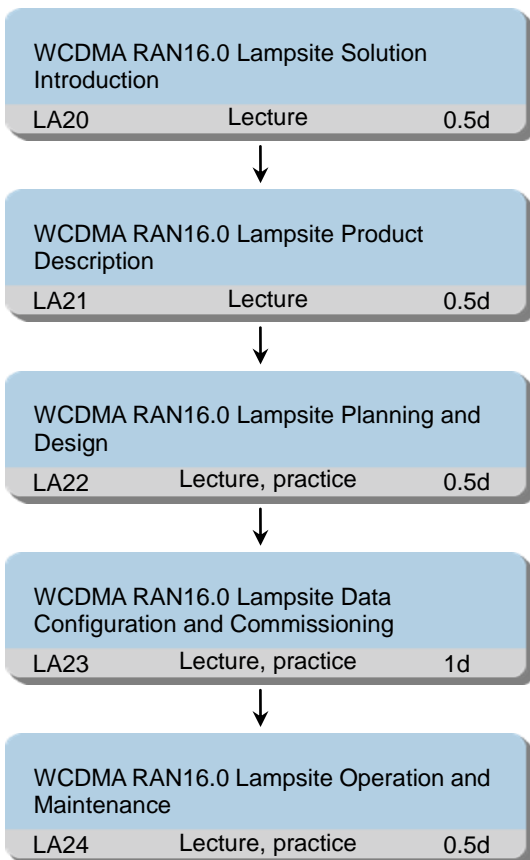 WCDMA RAN16.0 Lampsite Solution
Introduction
LA20 Lecture 0.5d
WCDMA RAN16.0 Lampsite Product
Description
LA21 Lecture 0.5d
WCDMA RAN16.0 Lampsite Planning and
Design
LA22 Lecture, practice 0.5d
WCDMA RAN16.0 Lampsite Data
Configuration and Commissioning
LA23 Lecture, practice 1d
WCDMA RAN16.0 Lampsite Operation and
Maintenance
LA24 Lecture, practice 0.5d